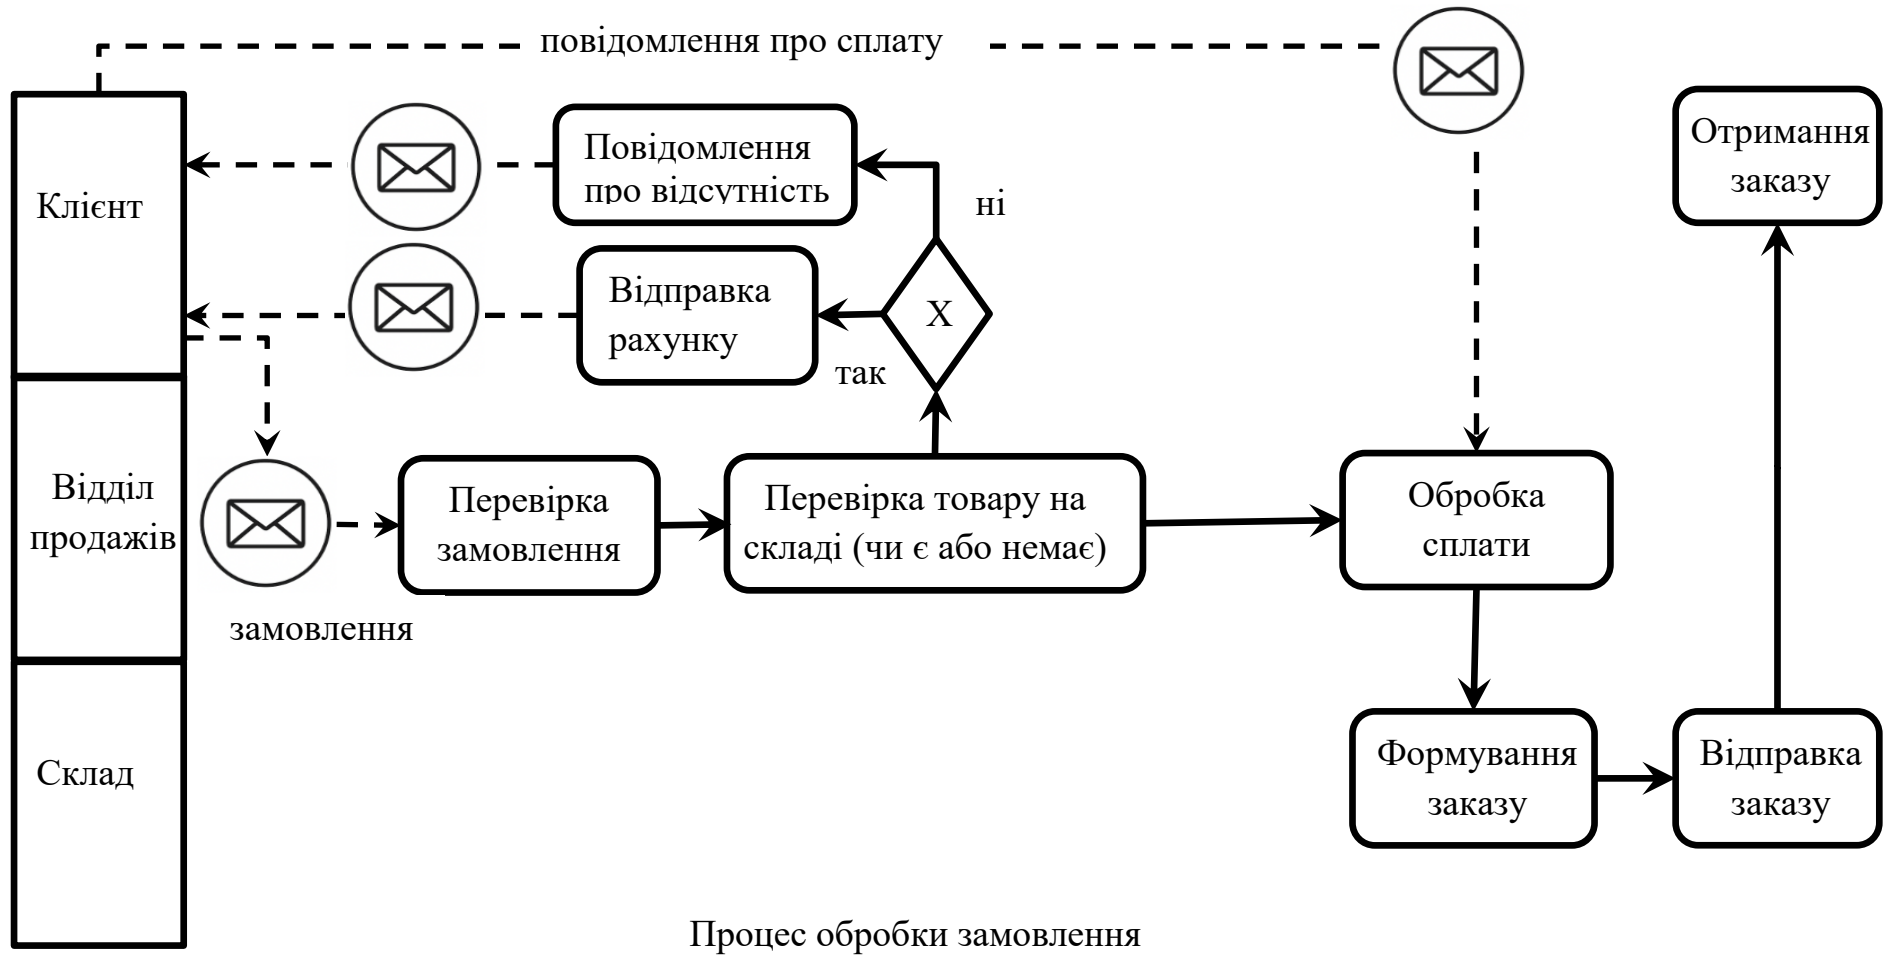 повідомлення про сплату
Отримання
заказу
Повідомлення
про відсутність
ні
Клієнт
Відправка
рахунку
X
так
Відділ
продажів
Перевірка
замовлення
Перевірка товару на
складі (чи є або немає)
Обробка
сплати
замовлення
Склад
Формування
заказу
Відправка
заказу
Процес обробки замовлення